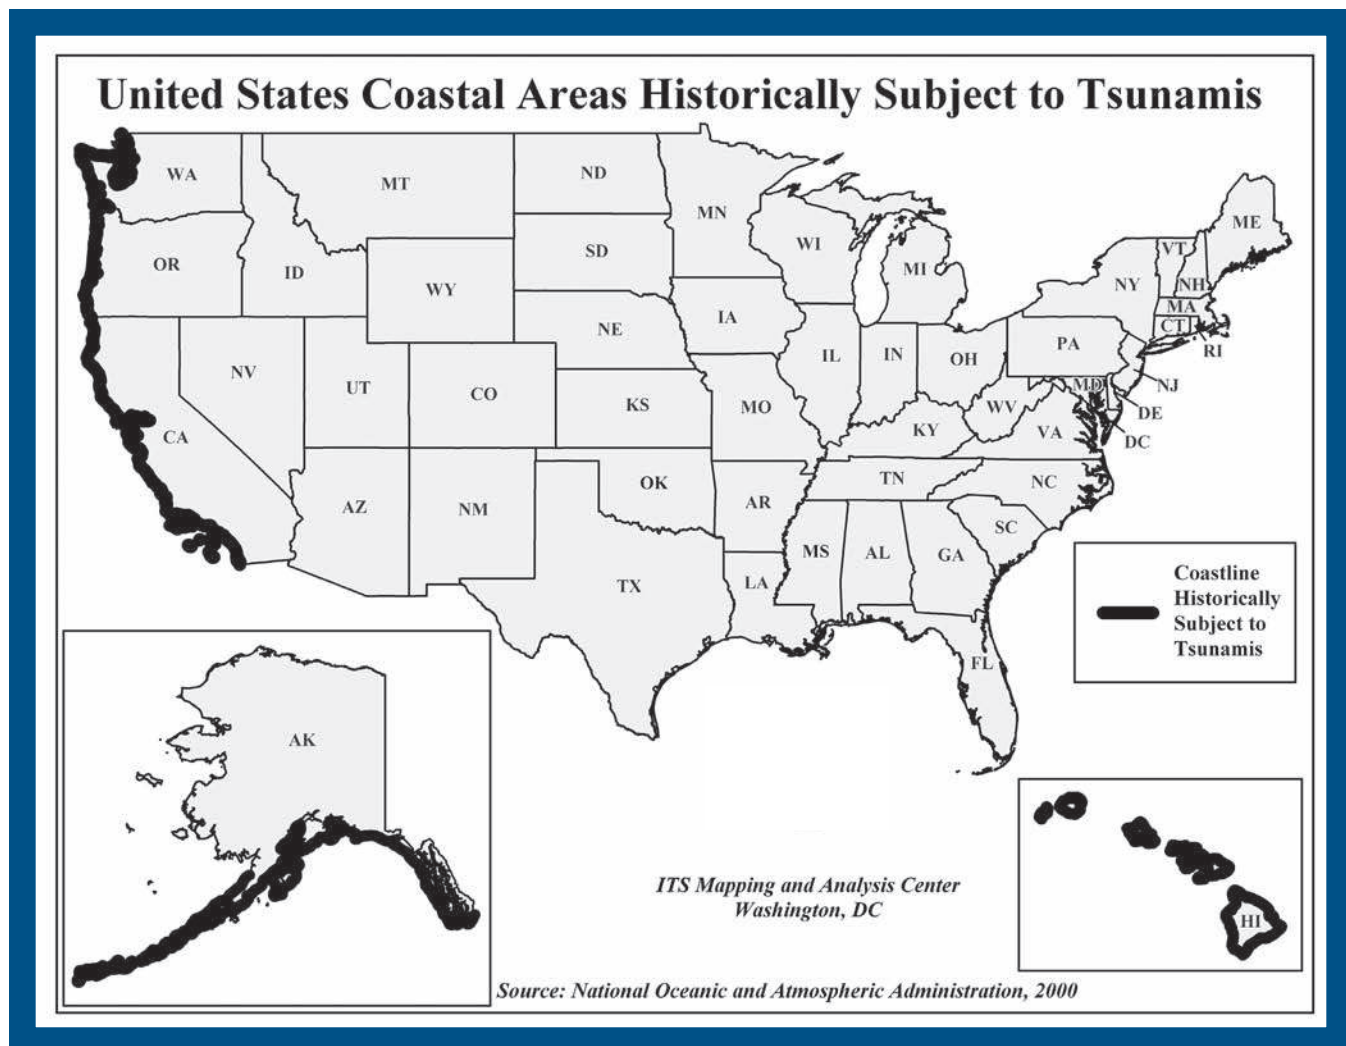 United States Coastal Areas Historically Subject to Tsunamis
WA
MT
ND
MN
ME
OR
ID
SD
WI
MI
VT
NH
NY
WY
MA
CT
RI
IA
NE
PA
NV
UT
CO
IL
IN
OH
NJ
MD
DE
DC
CA
KS
MO
WV
VA
KY
AZ
NM
OK
AR
TN
NC
SC
MS
AL
GA
TX
LA
FL
Coastline
Historically
Subject to
Tsunamis
AK
HI
ITS Mapping and Analysis Center
Washington, DC
Source: National Oceanic and Atmospheric Administration, 2000